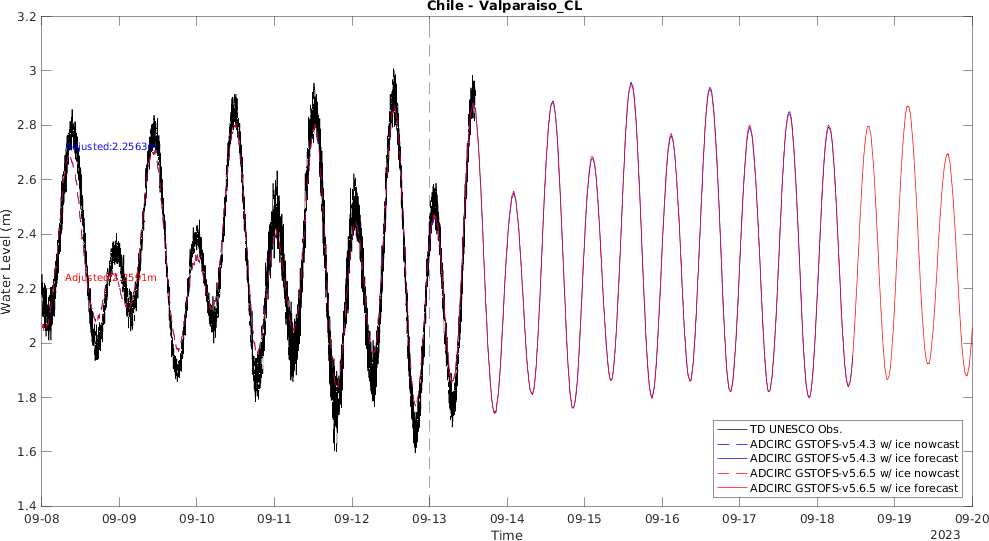 Chile - Valparaiso_CL
3.2
3
2.8
2.6
2.4
2.2
2
1.8
1.6
1.4
Water Level (m)
Adjusted:2.2563m
TD UNESCO Obs.
ADCIRC GSTOFS-v5.4.3 w/ ice nowcast
ADCIRC GSTOFS-v5.4.3 w/ ice forecast
ADCIRC GSTOFS-v5.6.5 w/ ice nowcast
ADCIRC GSTOFS-v5.6.5 w/ ice forecast
09-08 09-09 09-10 09-11 09-12 09-13 09-14 09-15 09-16 09-17 09-18 09-19 09-20
Time
2023